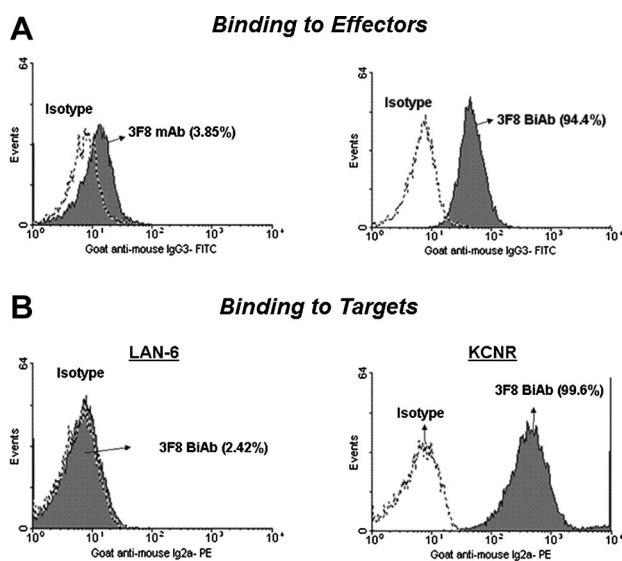 A
Binding to Effectors
64
Events
0
Isotype
3F8 mAb (3.85%)
10⁰ 10¹ 10² 10³ 10⁴
Goat anti-mouse IgG3- FITC
64
Events
0
Isotype
3F8 BiAb (94.4%)
10⁰ 10¹ 10² 10³ 10⁴
Goat anti-mouse IgG3- FITC
B
Binding to Targets
LAN-6
64
Events
0
Isotype
3F8 BiAb (2.42%)
10⁰ 10¹ 10² 10³ 10⁴
Goat anti-mouse Ig2a- PE
KCNR
64
Events
0
Isotype
3F8 BiAb (99.6%)
10⁰ 10¹ 10² 10³ 10⁴
Goat anti-mouse Ig2a- PE